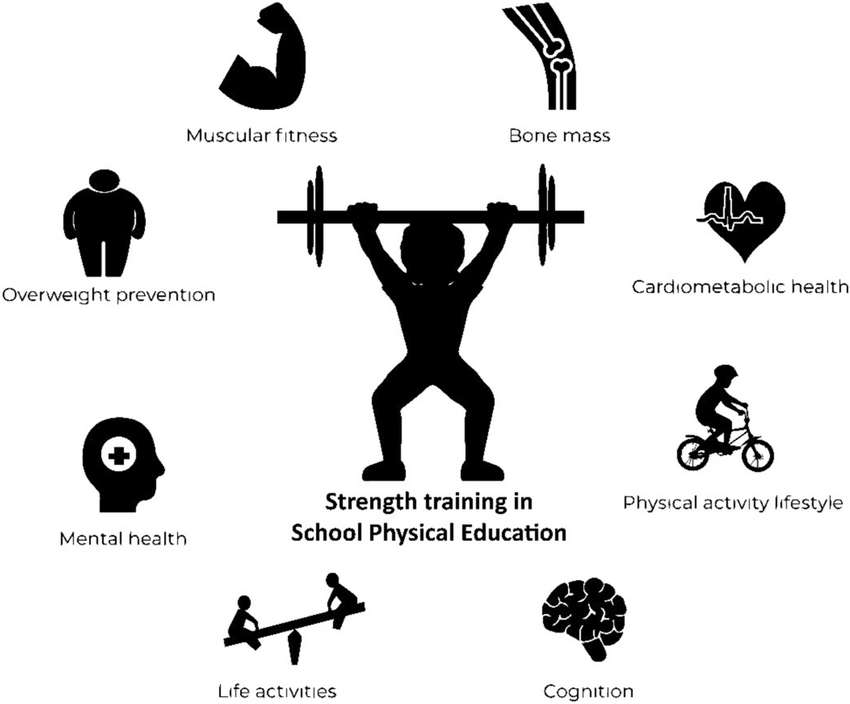 Muscular fitness
Bone mass
Overweight prevention
Cardiometabolic health
Mental health
Physical activity lifestyle
Strength training in
School Physical Education
Life activities
Cognition